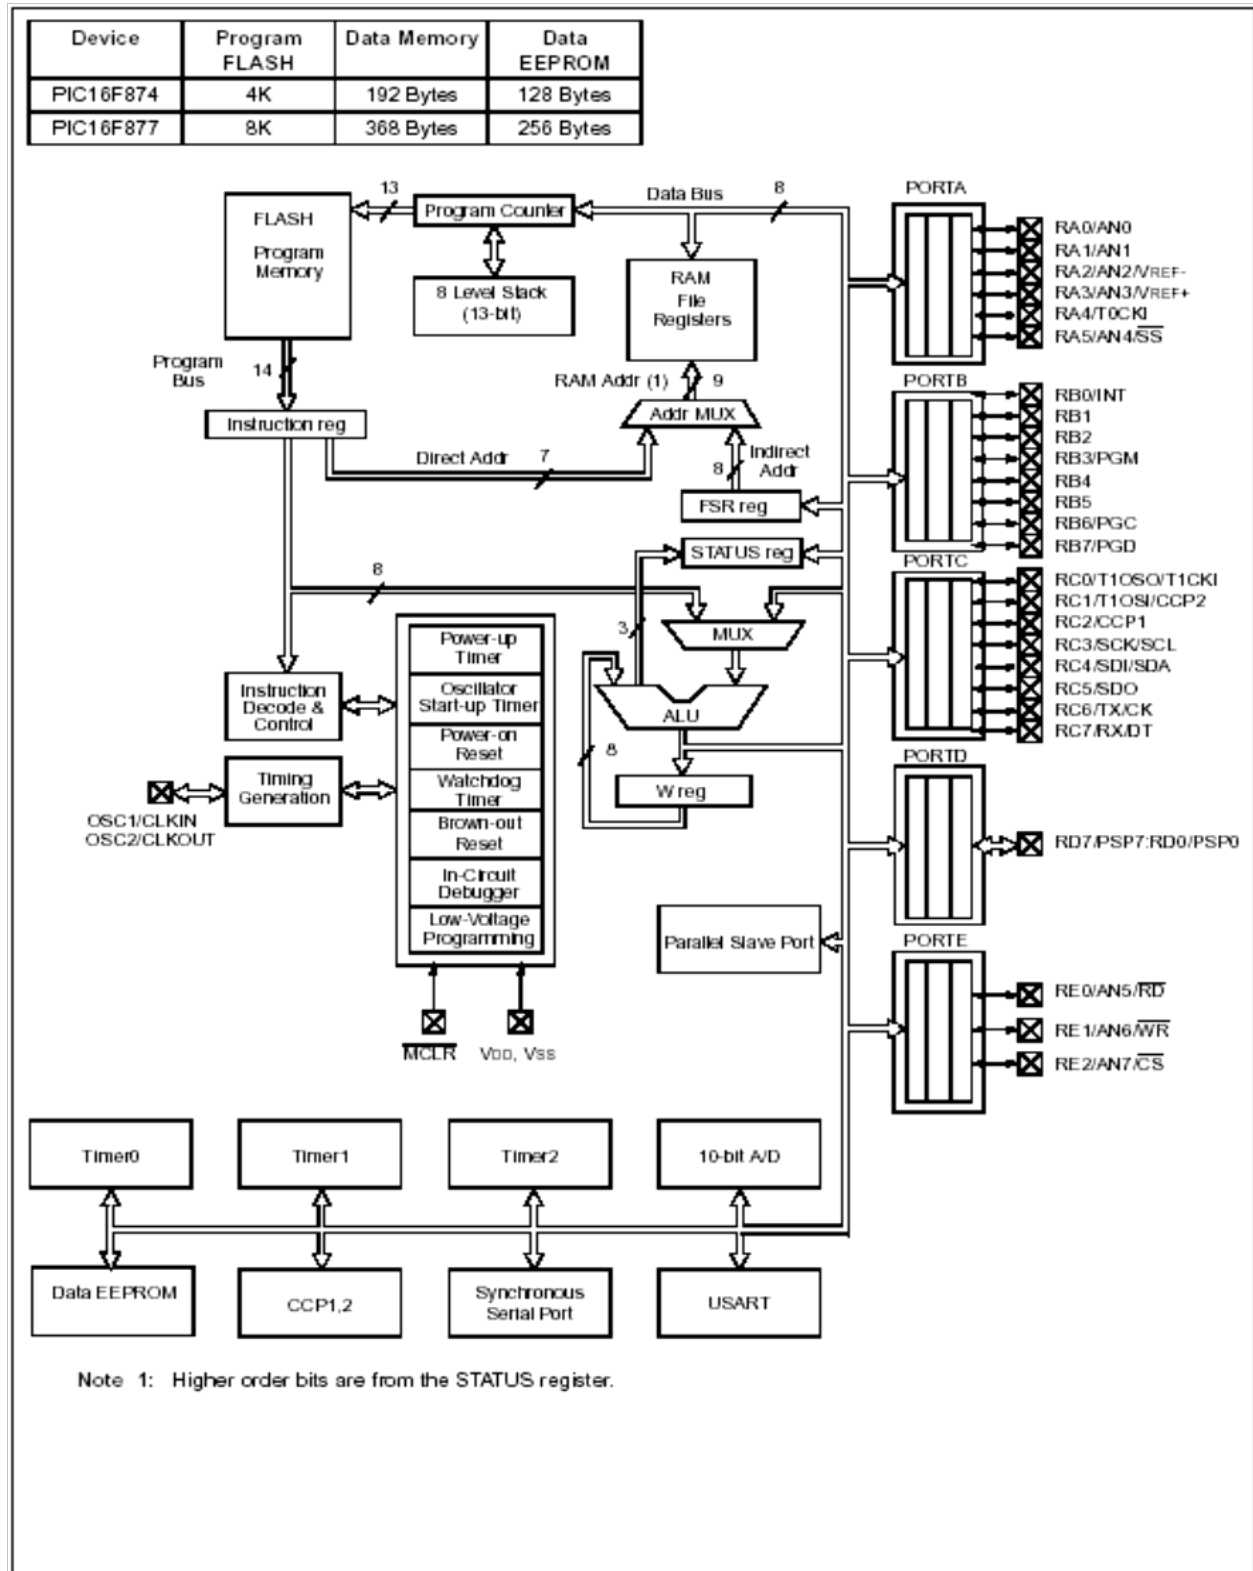 Device Program FLASH Data Memory Data EEPROM
PIC16F874 4K 192 Bytes 128 Bytes
PIC16F877 8K 368 Bytes 256 Bytes
13
Data Bus
8
PORTA
FLASH
Program
Memory
Program Counter
8 Level Stack
(13-bit)
RAM
File
Registers
RA0/AN0
RA1/AN1
RA2/AN2/VREF-
RA3/AN3/VREF+
RA4/T0CKI
RA5/AN4/SS
Program
Bus
14
RAM Addr (1)
9
PORTB
Instruction reg
Addr MUX
Direct Addr
7
8
Indirect
Addr
FSR reg
RB0/INT
RB1
RB2
RB3/PGM
RB4
RB5
RB6/PGC
RB7/PGD
STATUS reg
PORTC
8
3
MUX
RC0/T1OSO/T1CKI
RC1/T1OSI/CCP2
RC2/CCP1
RC3/SCK/SCL
RC4/SDI/SDA
RC5/SDO
RC6/TX/CK
RC7/RX/DT
Power-up
Timer
Oscillator
Start-up Timer
Power-on
Reset
Watchdog
Timer
Brown-out
Reset
In-Circuit
Debugger
Low-Voltage
Programming
Instruction
Decode &
Control
Timing
Generation
OSC1/CLKIN
OSC2/CLKOUT
ALU
8
W reg
PORTD
RD7/PSP7:RD0/PSP0
Parallel Slave Port
PORTE
RE0/AN5/RD
RE1/AN6/WR
RE2/AN7/CS
MCLR
VDD, VSS
Timer0
Timer1
Timer2
10-bit A/D
Data EEPROM
CCP1,2
Synchronous
Serial Port
USART
Note 1: Higher order bits are from the STATUS register.